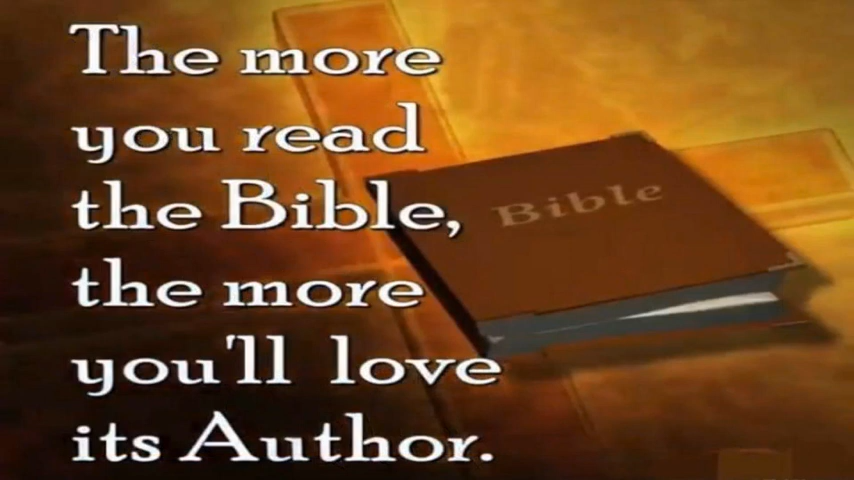 The more
you read
the Bible,
the more
you'll love
its Author.
Bible